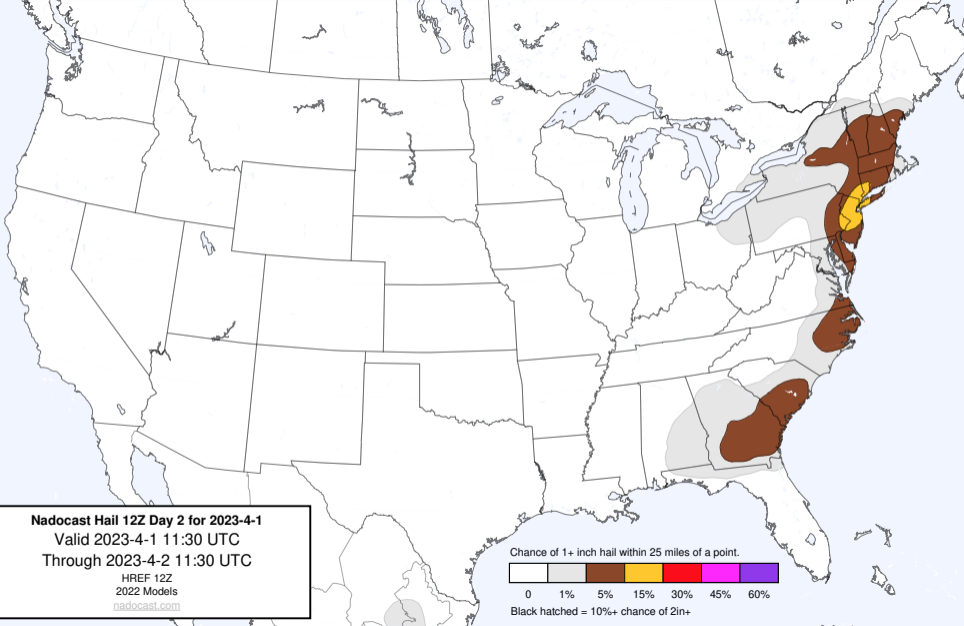 Nadocast Hail 12Z Day 2 for 2023-4-1
Valid 2023-4-1 11:30 UTC
Through 2023-4-2 11:30 UTC
HREF 12Z
2022 Models
nadocast.com
Chance of 1+ inch hail within 25 miles of a point.
0 1% 5% 15% 30% 45% 60%
Black hatched = 10%+ chance of 2in+